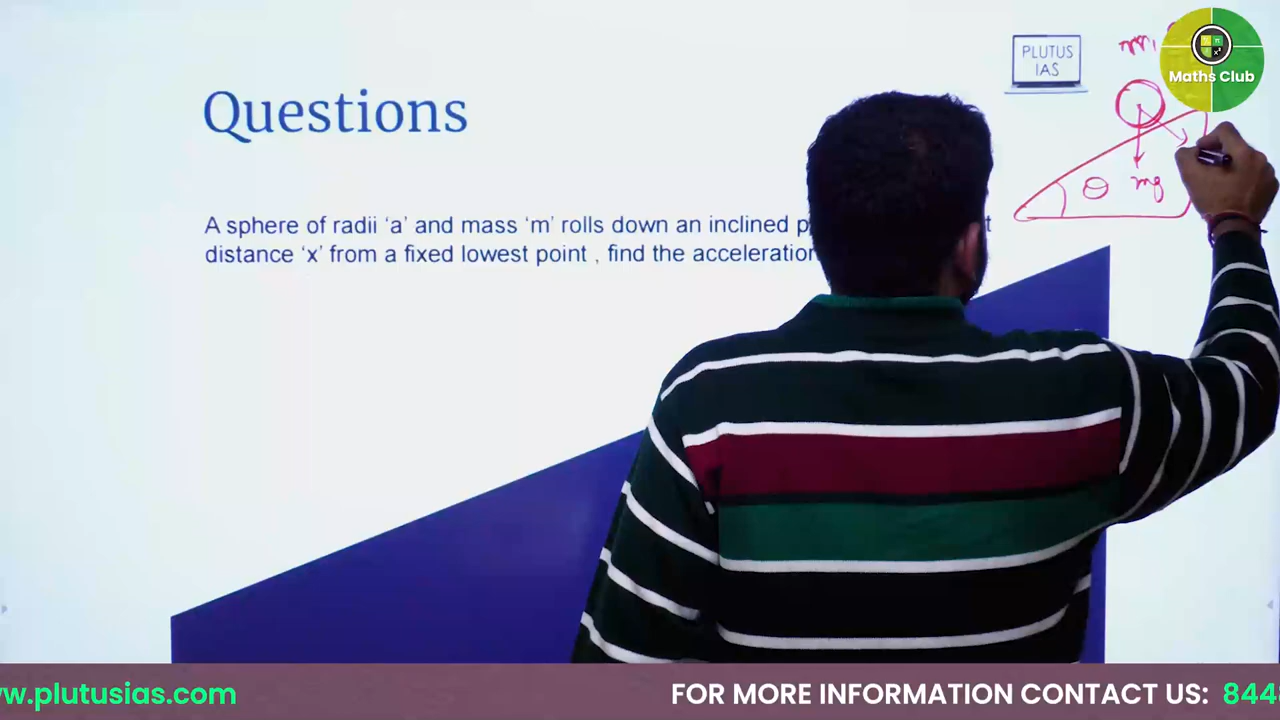 PLUTUS
IAS
Maths Club
Questions
m,
θ
mg
A sphere of radii ‘a’ and mass ‘m’ rolls down an inclined
distance ‘x’ from a fixed lowest point , find the acceleration
w.plutusias.com
FOR MORE INFORMATION CONTACT US: 844